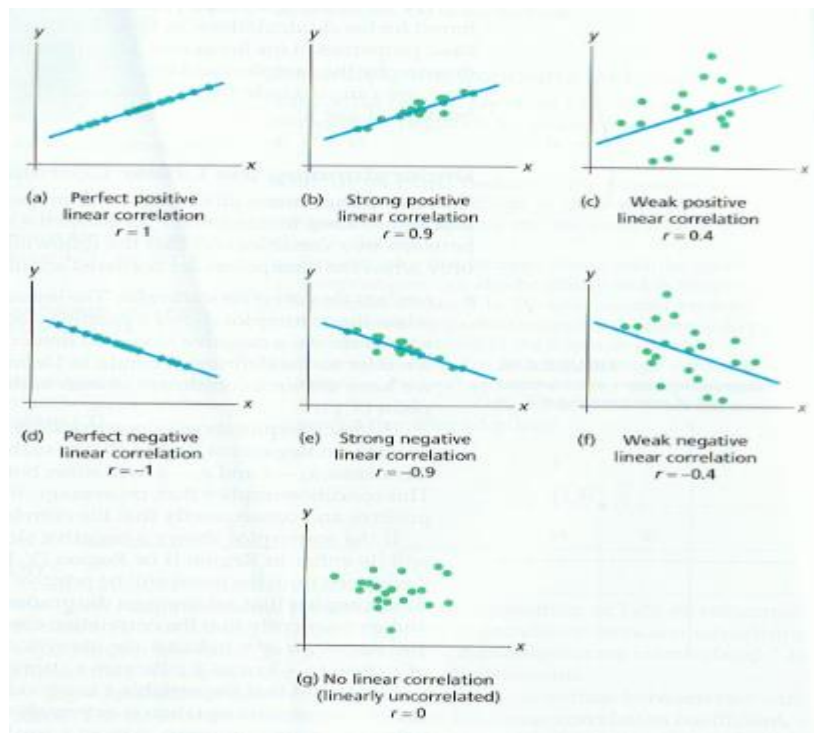 y
y
y
x
x
x
(a) Perfect positive
linear correlation
r = 1
(b) Strong positive
linear correlation
r = 0.9
(c) Weak positive
linear correlation
r = 0.4
y
y
y
x
x
x
(d) Perfect negative
linear correlation
r = −1
(e) Strong negative
linear correlation
r = −0.9
(f) Weak negative
linear correlation
r = −0.4
y
x
(g) No linear correlation
(linearly uncorrelated)
r = 0